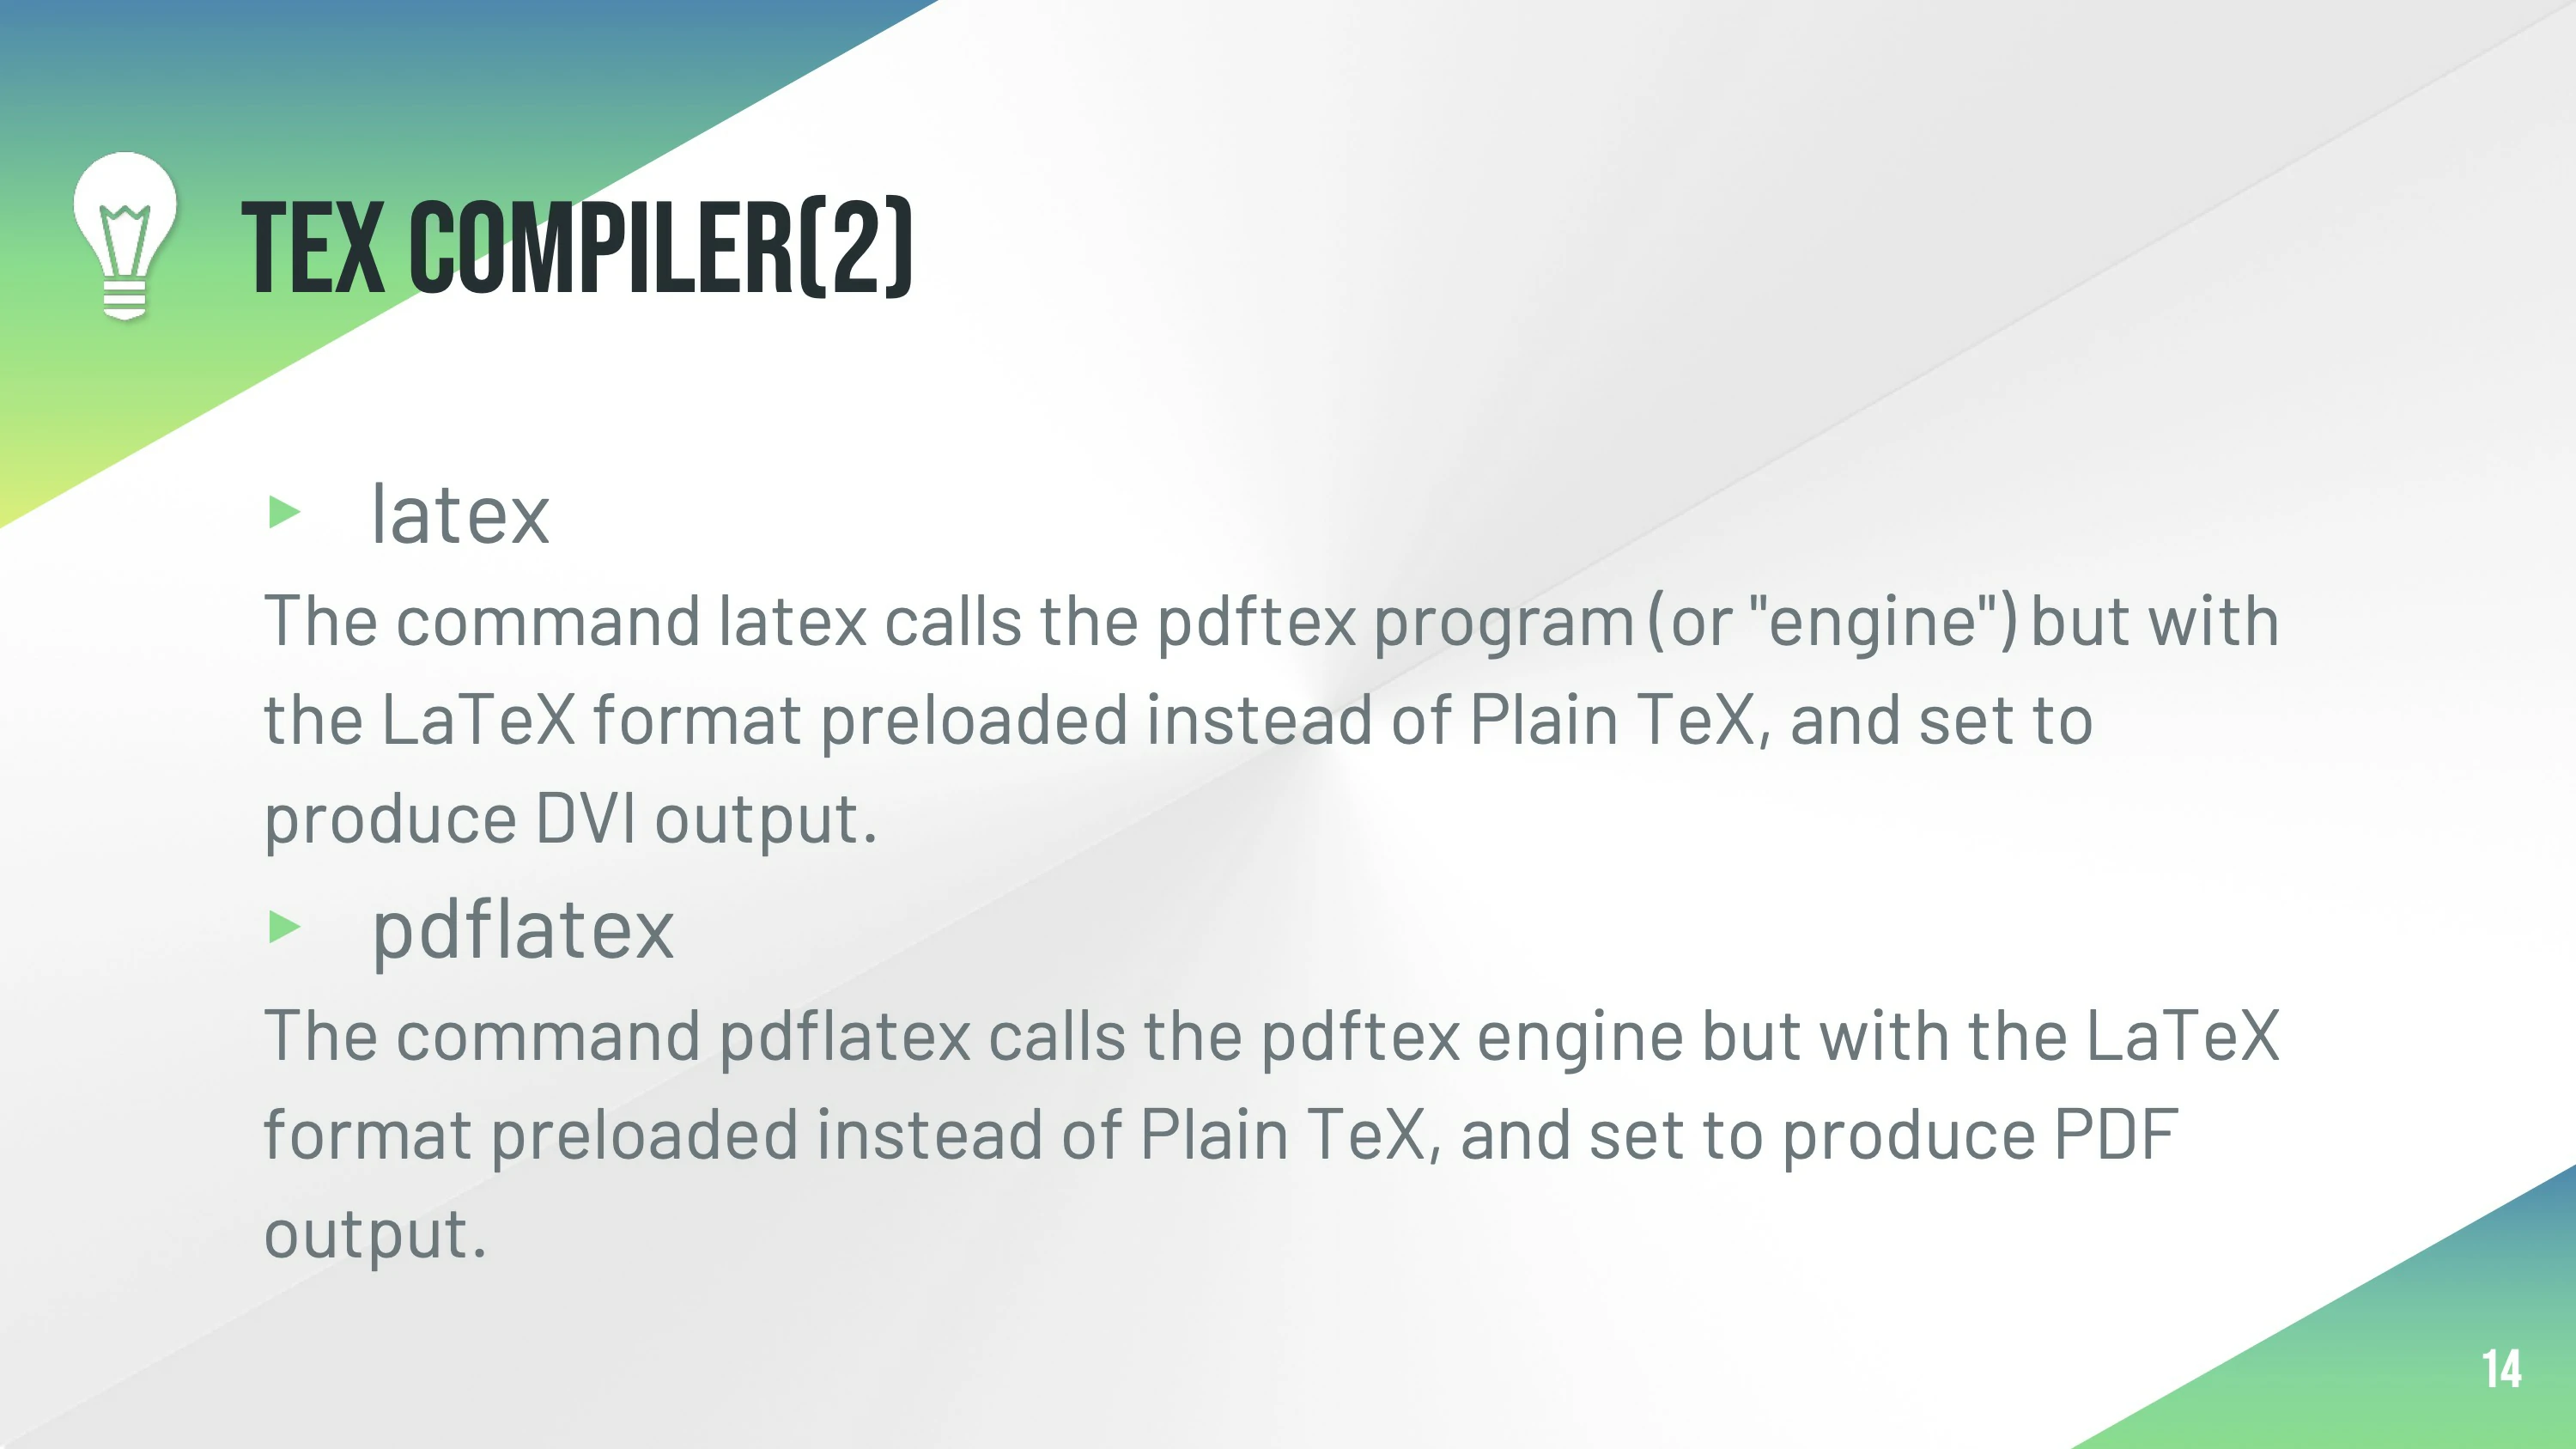 TEX COMPILER(2)
▶ latex
The command latex calls the pdftex program (or "engine") but with
the LaTeX format preloaded instead of Plain TeX, and set to
produce DVI output.
▶ pdflatex
The command pdflatex calls the pdftex engine but with the LaTeX
format preloaded instead of Plain TeX, and set to produce PDF
output.
14